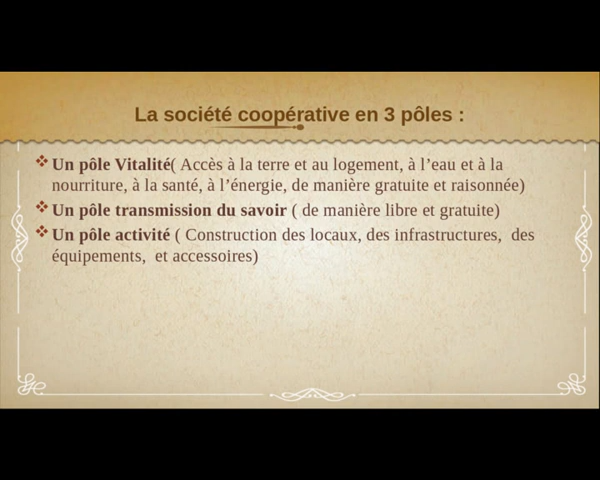 La société coopérative en 3 pôles :
Un pôle Vitalité( Accès à la terre et au logement, à l’eau et à la
nourriture, à la santé, à l’énergie, de manière gratuite et raisonnée)
Un pôle transmission du savoir ( de manière libre et gratuite)
Un pôle activité ( Construction des locaux, des infrastructures,  des
équipements,  et accessoires)